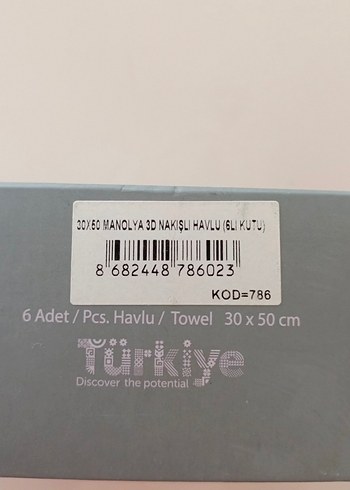 30X50 MANOLYA 3D NAKIŞLI HAVLU (6LI KUTU)
8 682448 786023
KOD=786
6 Adet / Pcs. Havlu / Towel 30 x 50 cm
Türkiye
Discover the potential